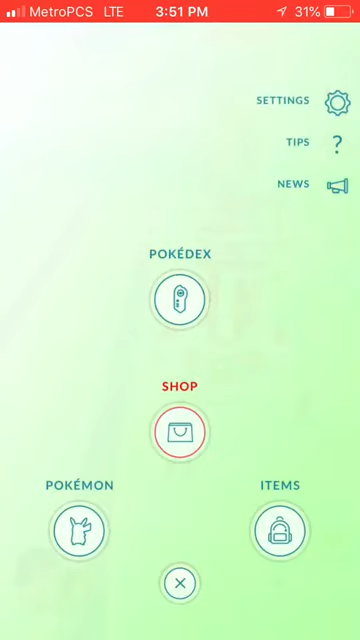 MetroPCS LTE 3:51 PM 31%
SETTINGS
TIPS ?
NEWS
POKÉDEX
SHOP
POKÉMON ITEMS